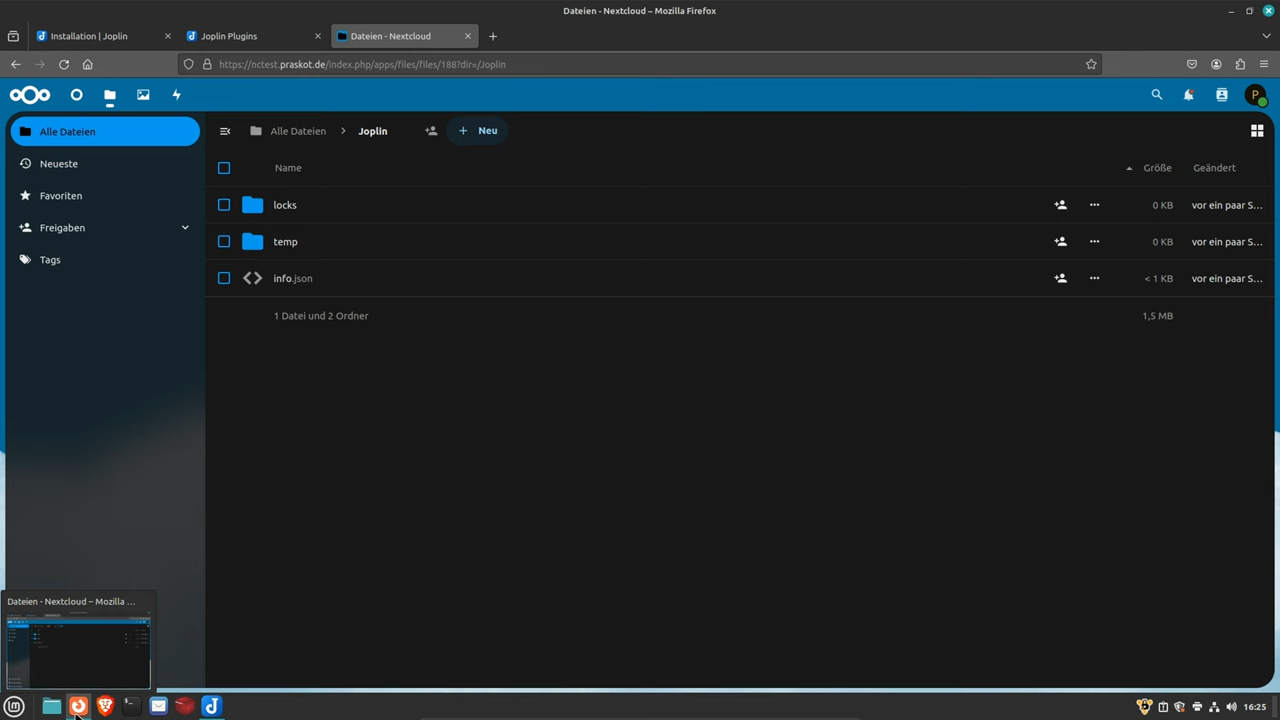 Dateien - Nextcloud – Mozilla Firefox
Installation | Joplin
Joplin Plugins
Dateien - Nextcloud
https://nctest.praskot.de/index.php/apps/files/files/188?dir=/Joplin
P
Alle Dateien
Neueste
Favoriten
Freigaben
Tags
Alle Dateien
Joplin
Neu
Name
Größe
Geändert
locks
0 KB
vor ein paar S...
temp
0 KB
vor ein paar S...
info.json
< 1 KB
vor ein paar S...
1 Datei und 2 Ordner
1,5 MB
Dateien - Nextcloud – Mozilla ...
16:25